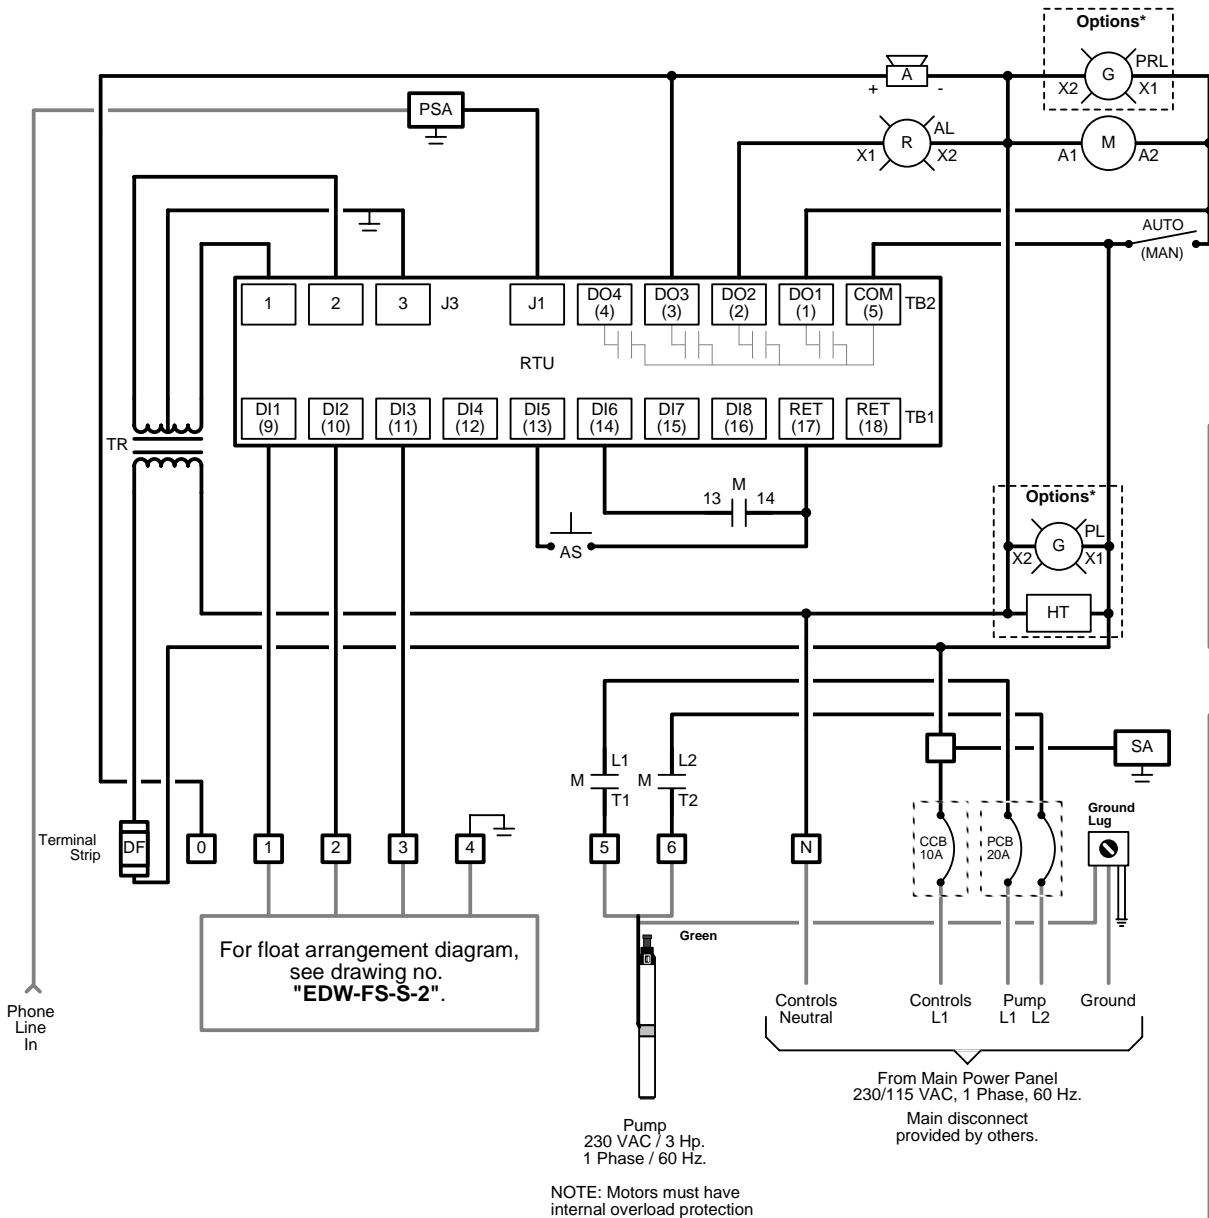 Options*
A
+ -
G
PRL
X2 X1
PSA
R
AL
X1 X2
M
A1 A2
AUTO
(MAN)
1 2 3 J3 J1
DO4
(4)
DO3
(3)
DO2
(2)
DO1
(1)
COM
(5)
TB2
RTU
DI1
(9)
DI2
(10)
DI3
(11)
DI4
(12)
DI5
(13)
DI6
(14)
DI7
(15)
DI8
(16)
RET
(17)
RET
(18)
TB1
TR
M
13 14
AS
Options*
G
PL
X2 X1
HT
L1
M
T1
L2
M
T2
SA
Terminal
Strip
DF
0 1 2 3 4 5 6 N
CCB
10A
PCB
20A
Ground
Lug
For float arrangement diagram,
see drawing no.
"EDW-FS-S-2".
Green
Phone
Line
In
Controls
Neutral
Controls
L1
Pump
L1 L2
Ground
From Main Power Panel
230/115 VAC, 1 Phase, 60 Hz.
Main disconnect
provided by others.
Pump
230 VAC / 3 Hp.
1 Phase / 60 Hz.
NOTE: Motors must have
internal overload protection